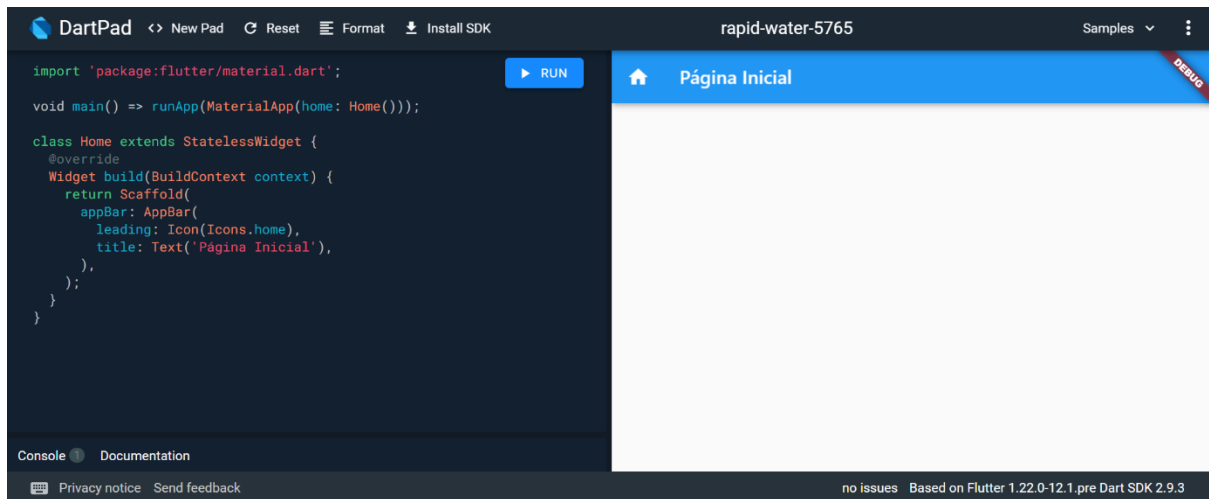 DartPad <> New Pad Reset Format Install SDK rapid-water-5765 Samples
import 'package:flutter/material.dart';
RUN
void main() => runApp(MaterialApp(home: Home()));
class Home extends StatelessWidget {
@override
Widget build(BuildContext context) {
return Scaffold(
appBar: AppBar(
leading: Icon(Icons.home),
title: Text('Página Inicial'),
),
);
}
}
Página Inicial
DEBUG
Console 1 Documentation
Privacy notice Send feedback no issues Based on Flutter 1.22.0-12.1.pre Dart SDK 2.9.3